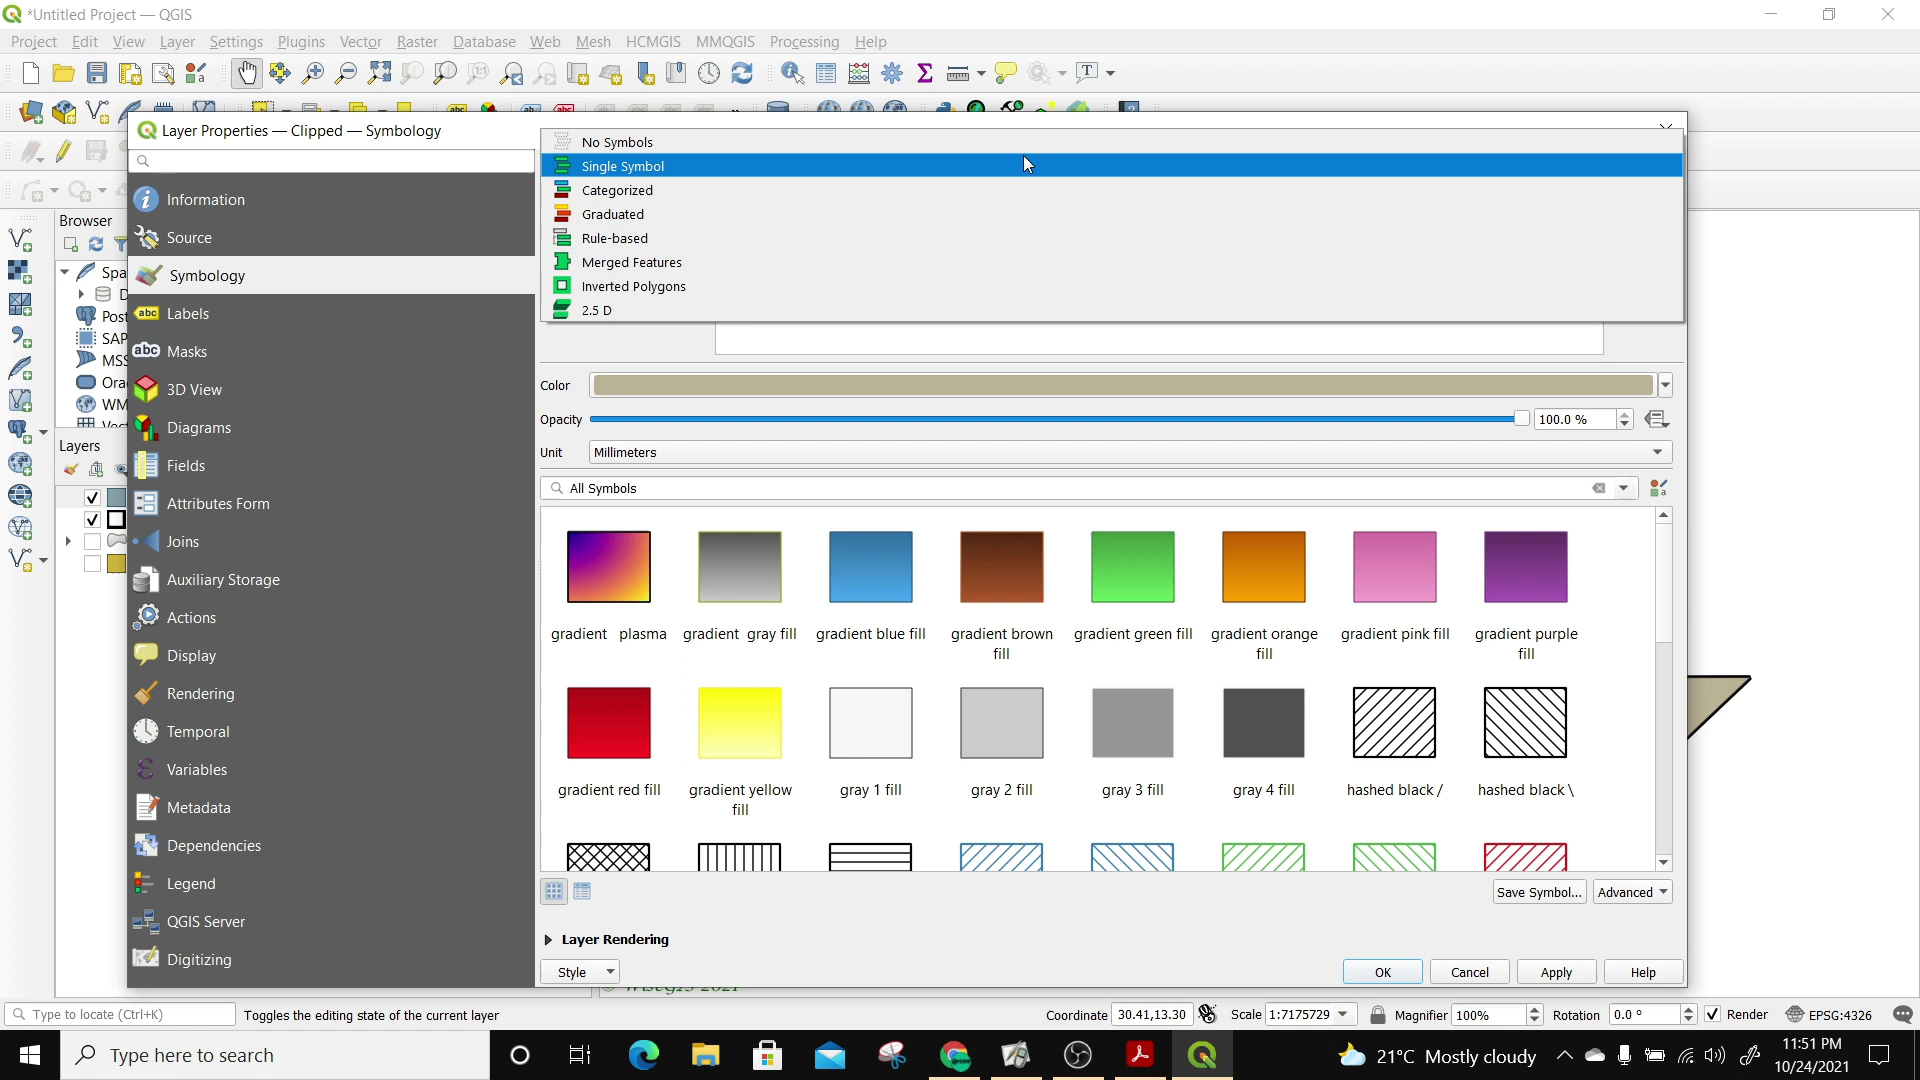 *Untitled Project — QGIS
Project Edit View Layer Settings Plugins Vector Raster Database Web Mesh HCMGIS MMQGIS Processing Help
Layer Properties — Clipped — Symbology
No Symbols
Single Symbol
Categorized
Graduated
Rule-based
Merged Features
Inverted Polygons
2.5 D
Information
Source
Symbology
Labels
Masks
3D View
Diagrams
Fields
Attributes Form
Joins
Auxiliary Storage
Actions
Display
Rendering
Temporal
Variables
Metadata
Dependencies
Legend
QGIS Server
Digitizing
Browser
Spa
D
Post
SAP
MSS
Ora
WM
Layers
Color
Opacity 100.0 %
Unit Millimeters
All Symbols
gradient plasma gradient gray fill gradient blue fill gradient brown fill gradient green fill gradient orange fill gradient pink fill gradient purple fill
gradient red fill gradient yellow fill gray 1 fill gray 2 fill gray 3 fill gray 4 fill hashed black / hashed black \
Save Symbol... Advanced
Layer Rendering
Style OK Cancel Apply Help
Type to locate (Ctrl+K) Toggles the editing state of the current layer Coordinate 30.41,13.30 Scale 1:7175729 Magnifier 100% Rotation 0.0 ° Render EPSG:4326
Type here to search 21°C Mostly cloudy 11:51 PM
10/24/2021